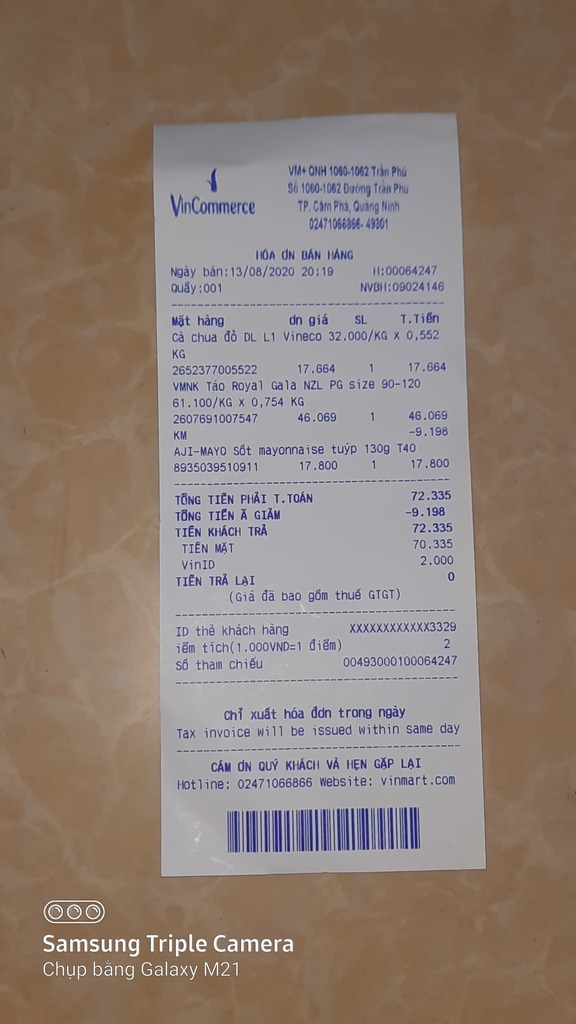 VinCommerce
VM+ QNH 1060-1062 Trần Phú
Số 1060-1062 Đường Trần Phú
TP. Cẩm Phả, Quảng Ninh
02471066866- 49301
HÓA ƠN BÁN HÀNG
Ngày bán:13/08/2020 20:19 H:00064247
Quầy:001 NVBH:09024146
Mặt hàng ơn giá SL T.Tiền
Cà chua đỏ DL L1 Vineco 32.000/KG X 0,552
KG
2652377005522 17.664 1 17.664
VMNK Táo Royal Gala NZL PG size 90-120
61.100/KG X 0,754 KG
2607691007547 46.069 1 46.069
KM -9.198
AJI-MAYO Sốt mayonnaise tuýp 130g T40
8935039510911 17.800 1 17.800
TỔNG TIỀN PHẢI T.TOÁN 72.335
TỔNG TIỀN Ã GIẢM -9.198
TIỀN KHÁCH TRẢ 72.335
TIỀN MẶT 70.335
VinID 2.000
TIỀN TRẢ LẠI 0
(Giá đã bao gồm thuế GTGT)
ID thẻ khách hàng XXXXXXXXXXXX3329
iểm tích(1.000VND=1 điểm) 2
Số tham chiếu 00493000100064247
Chỉ xuất hóa đơn trong ngày
Tax invoice will be issued within same day
CẢM ƠN QUÝ KHÁCH VÀ HẸN GẶP LẠI
Hotline: 02471066866 Website: vinmart.com
Samsung Triple Camera
Chụp bằng Galaxy M21